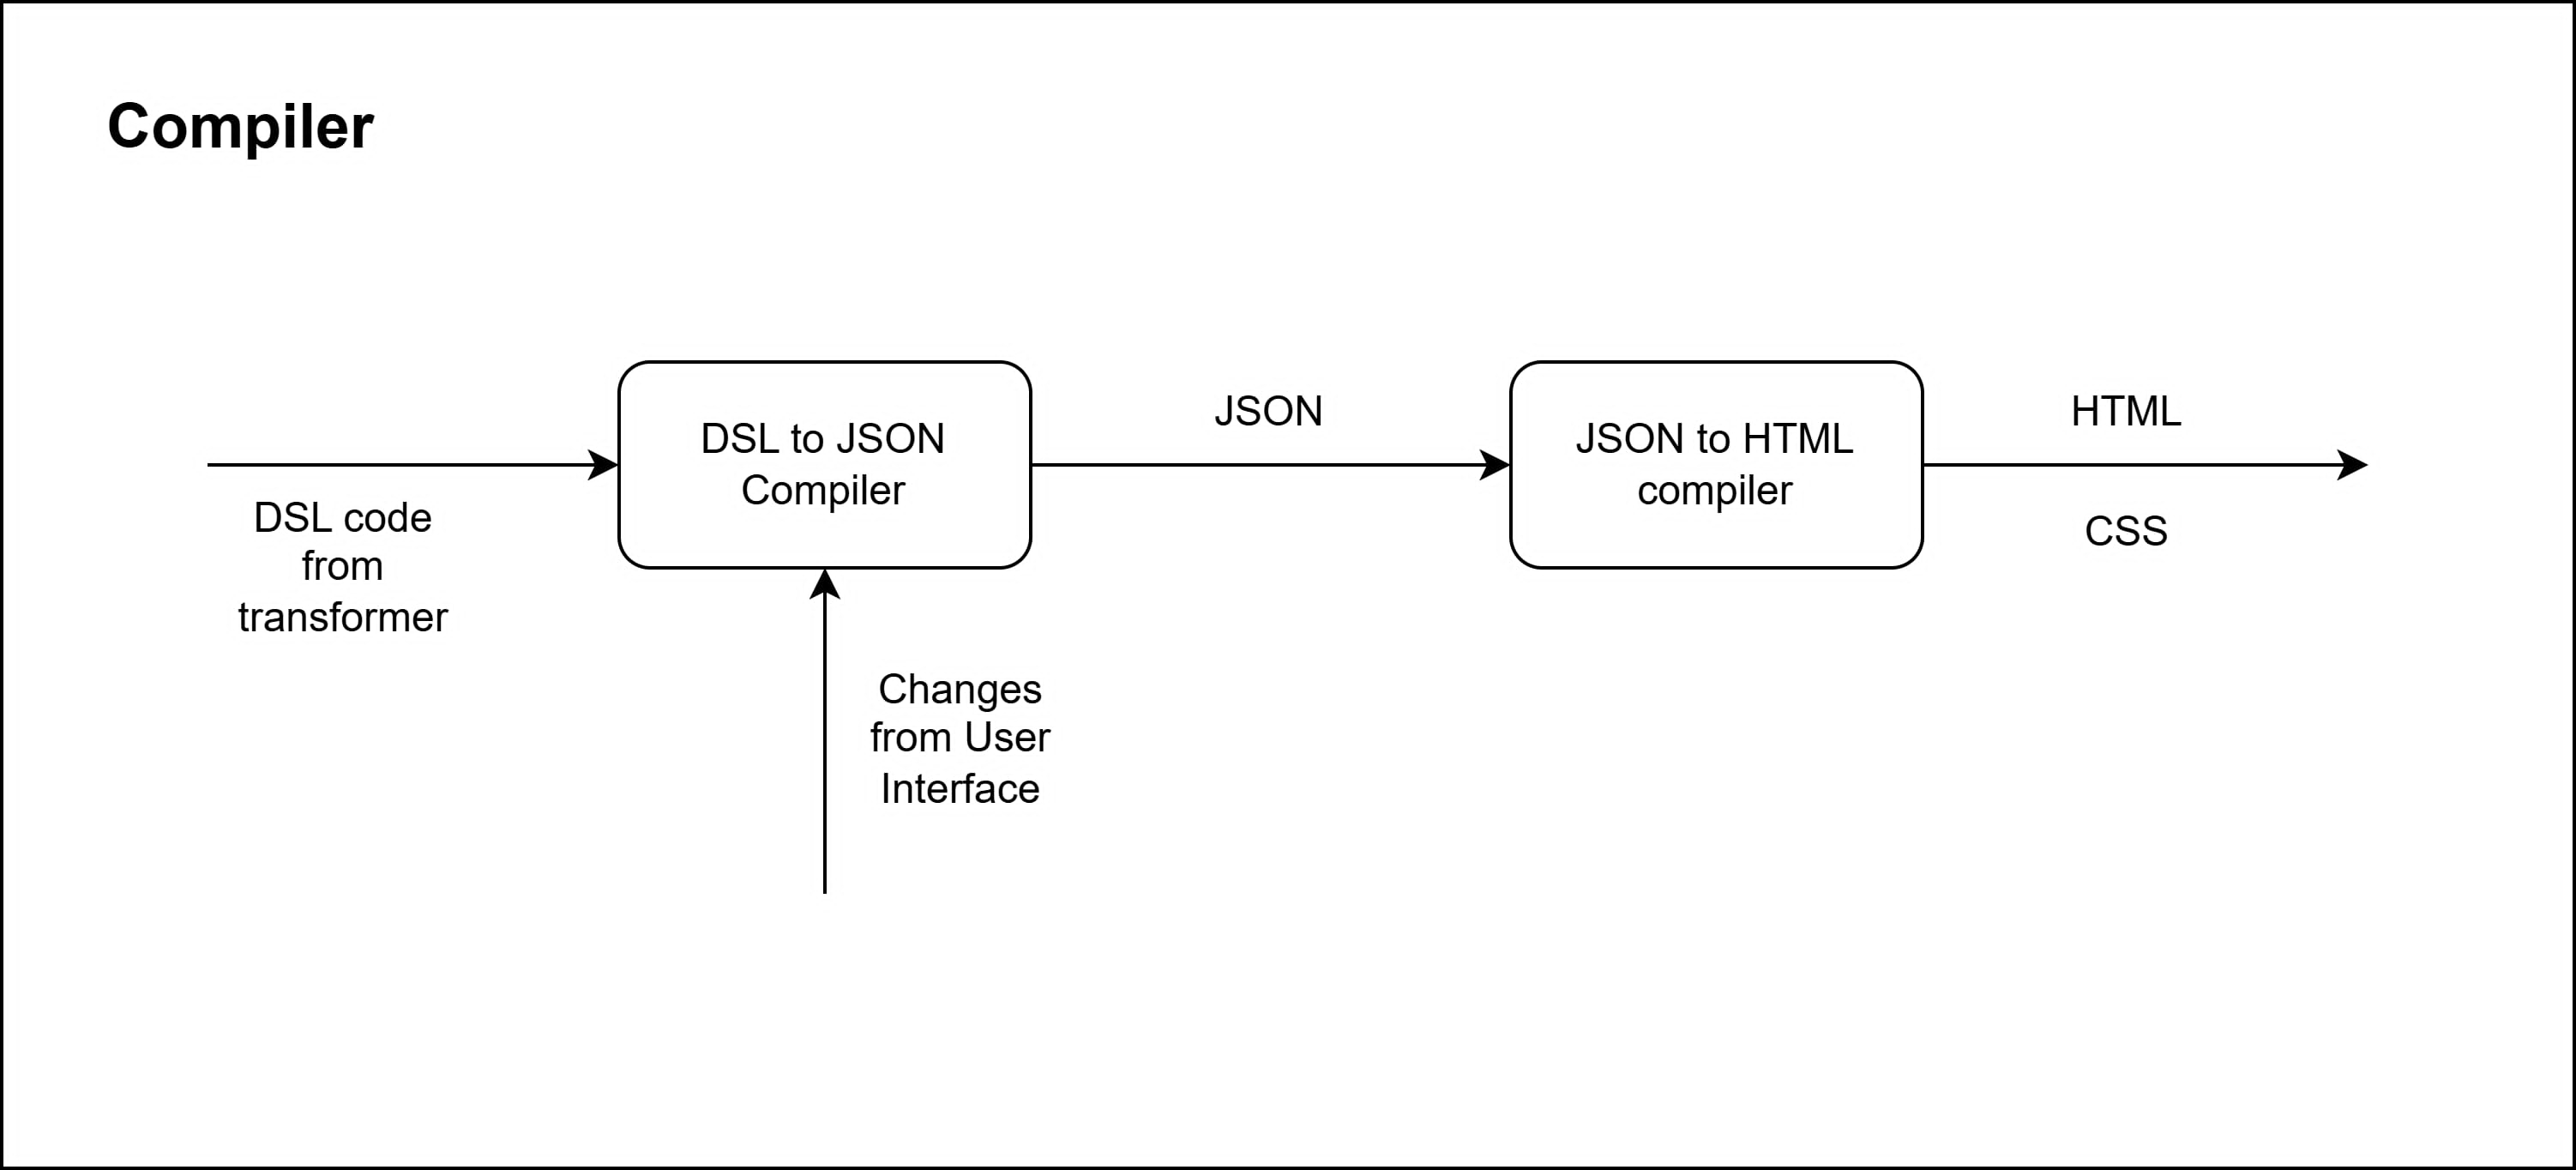 Compiler
DSL to JSON
Compiler
JSON
JSON to HTML
compiler
HTML
CSS
DSL code
from
transformer
Changes
from User
Interface